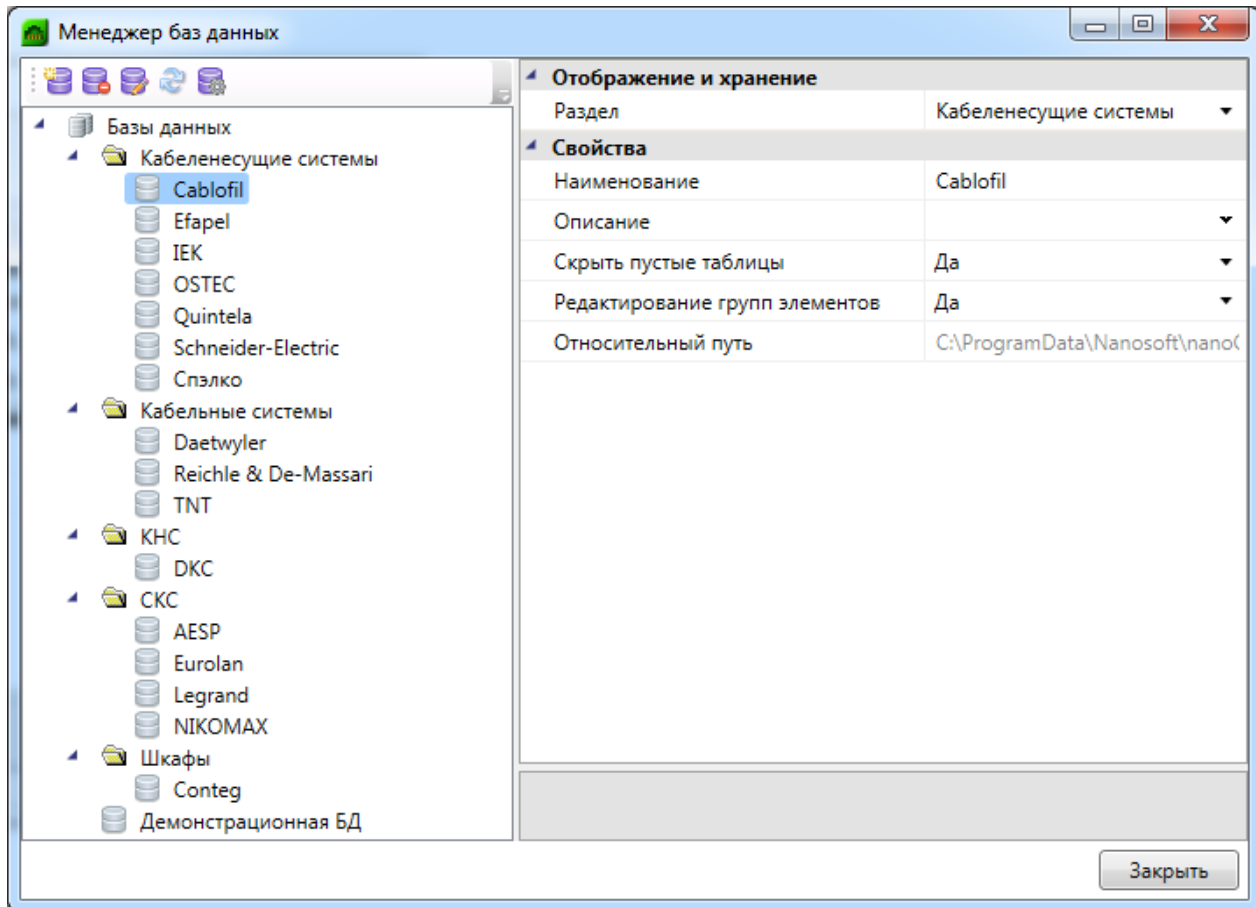 Менеджер баз данных
Базы данных
Кабеленесущие системы
Cablofil
Efapel
IEK
OSTEC
Quintela
Schneider-Electric
Спэлко
Кабельные системы
Daetwyler
Reichle & De-Massari
TNT
КНС
DKC
СКС
AESP
Eurolan
Legrand
NIKOMAX
Шкафы
Conteg
Демонстрационная БД
Отображение и хранение
Раздел Кабеленесущие системы
Свойства
Наименование Cablofil
Описание
Скрыть пустые таблицы Да
Редактирование групп элементов Да
Относительный путь C:\ProgramData\Nanosoft\nano
Закрыть